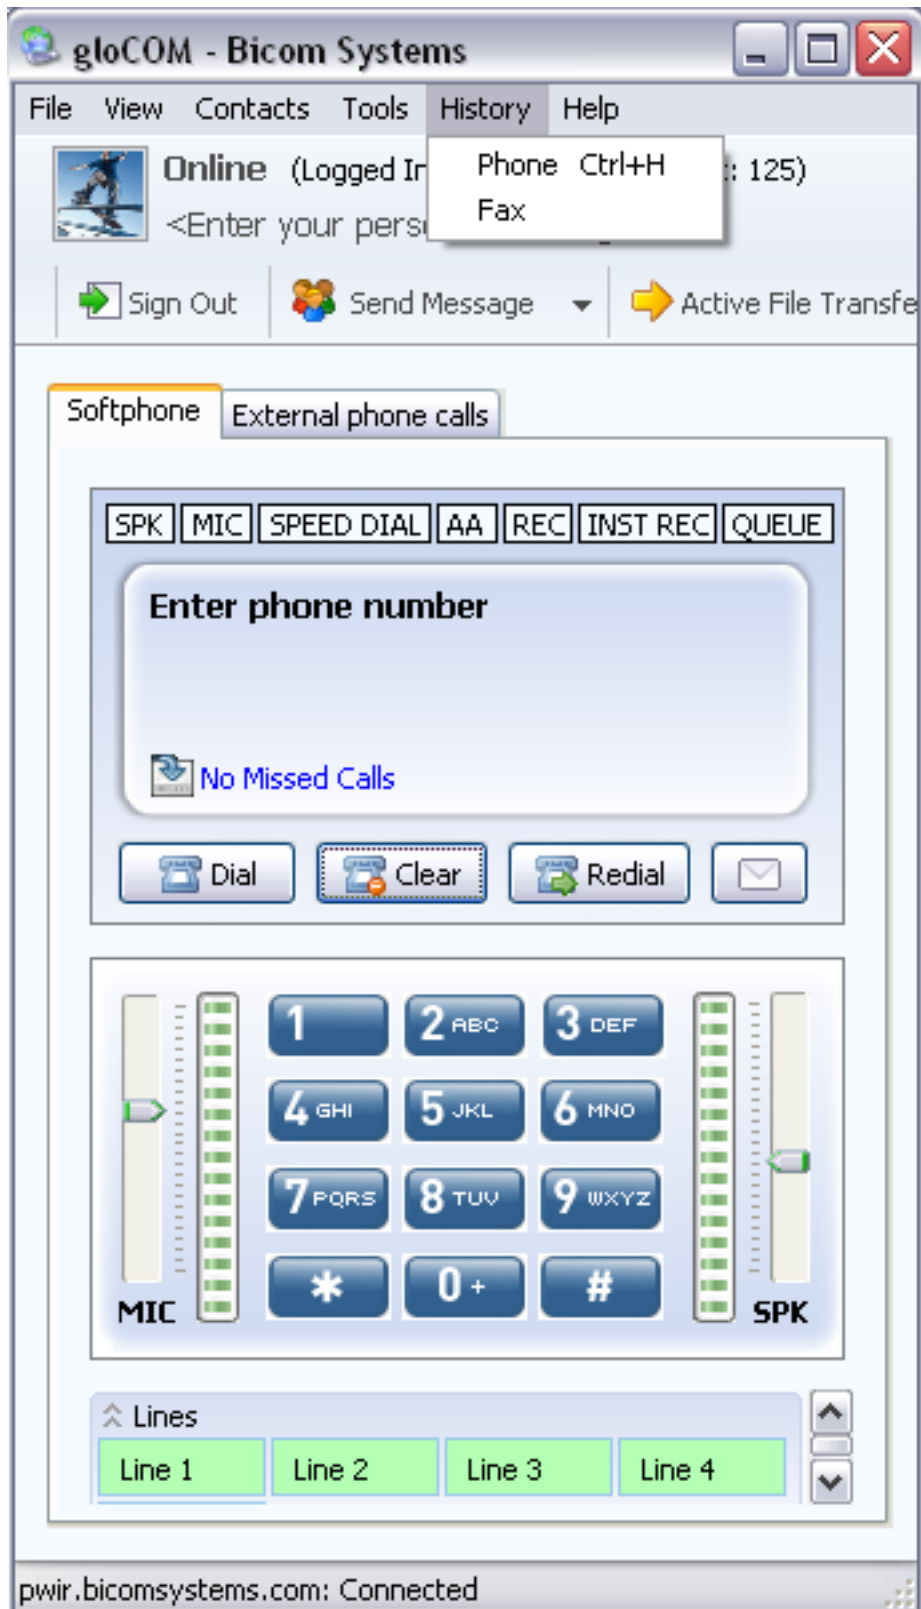 gloCOM - Bicom Systems
File View Contacts Tools History Help
Phone Ctrl+H
Fax
Online (Logged In : 125)
<Enter your
Sign Out Send Message Active File
Softphone External phone calls
SPK MIC SPEED DIAL AA REC INST REC QUEUE
Enter phone number
No Missed Calls
Dial Clear Redial
1 2 ABC 3 DEF
4 GHI 5 JKL 6 MNO
7 PQRS 8 TUV 9 WXYZ
* 0 + #
MIC SPK
Lines
Line 1 Line 2 Line 3 Line 4
pwir.bicomsystems.com: Connected